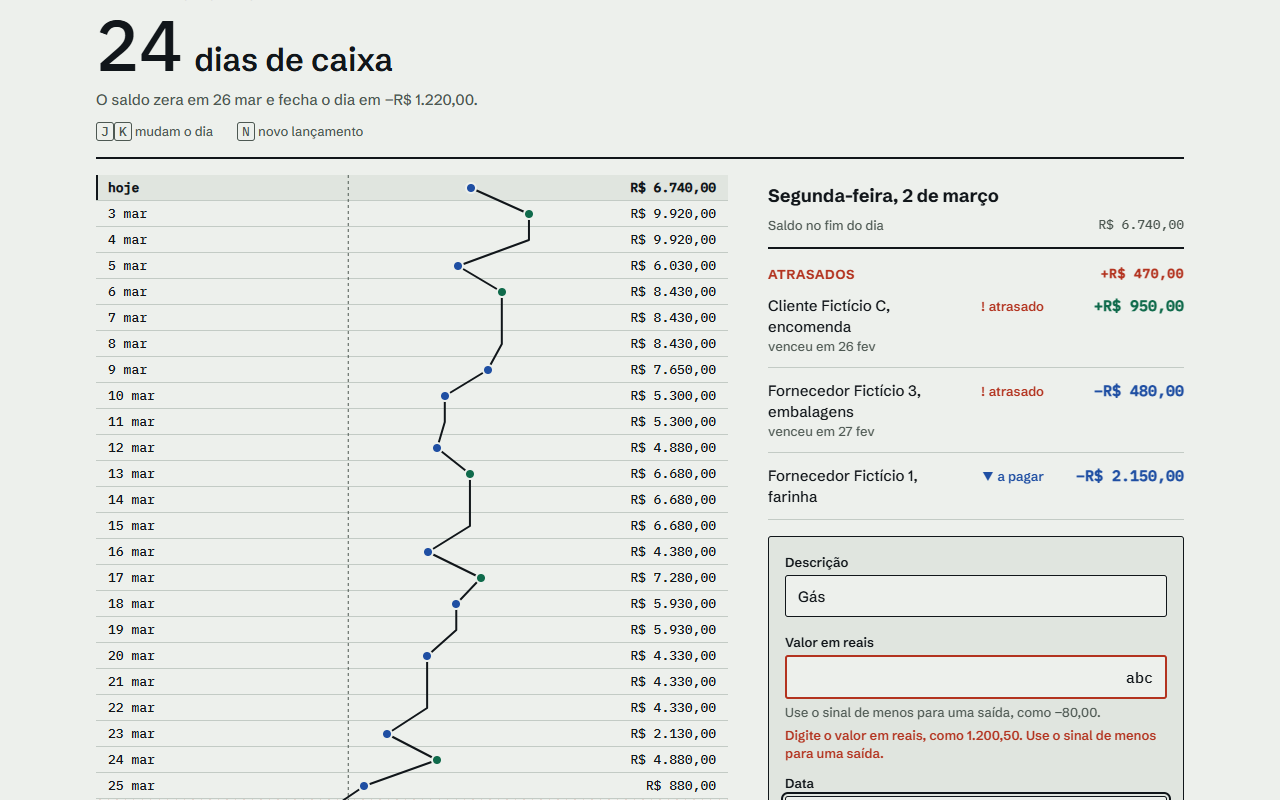 24 dias de caixa
O saldo zera em 26 mar e fecha o dia em −R$ 1.220,00.
J K mudam o dia N novo lançamento
hoje R$ 6.740,00
3 mar R$ 9.920,00
4 mar R$ 9.920,00
5 mar R$ 6.030,00
6 mar R$ 8.430,00
7 mar R$ 8.430,00
8 mar R$ 8.430,00
9 mar R$ 7.650,00
10 mar R$ 5.300,00
11 mar R$ 5.300,00
12 mar R$ 4.880,00
13 mar R$ 6.680,00
14 mar R$ 6.680,00
15 mar R$ 6.680,00
16 mar R$ 4.380,00
17 mar R$ 7.280,00
18 mar R$ 5.930,00
19 mar R$ 5.930,00
20 mar R$ 4.330,00
21 mar R$ 4.330,00
22 mar R$ 4.330,00
23 mar R$ 2.130,00
24 mar R$ 4.880,00
25 mar R$ 880,00
Segunda-feira, 2 de março
Saldo no fim do dia R$ 6.740,00
ATRASADOS +R$ 470,00
Cliente Fictício C, ! atrasado +R$ 950,00
encomenda
venceu em 26 fev
Fornecedor Fictício 3, ! atrasado −R$ 480,00
embalagens
venceu em 27 fev
Fornecedor Fictício 1, ▼ a pagar −R$ 2.150,00
farinha
Descrição
Gás
Valor em reais
abc
Use o sinal de menos para uma saída, como −80,00.
Digite o valor em reais, como 1.200,50. Use o sinal de menos
para uma saída.
Data